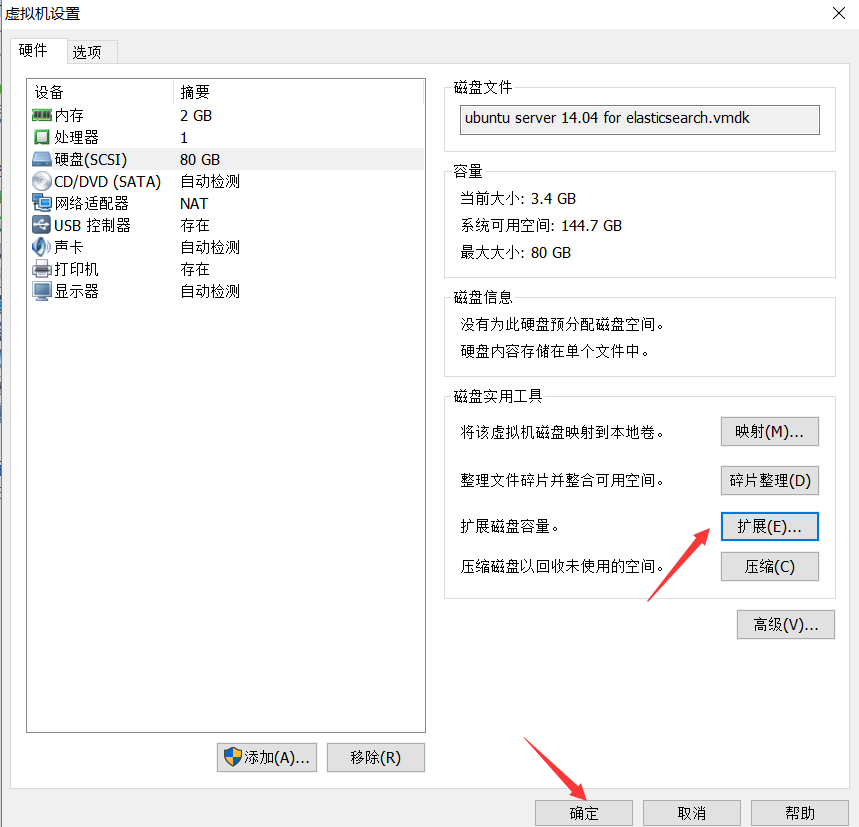 虚拟机设置
硬件 选项
设备 摘要
内存 2 GB
处理器 1
硬盘(SCSI) 80 GB
CD/DVD (SATA) 自动检测
网络适配器 NAT
USB 控制器 存在
声卡 自动检测
打印机 存在
显示器 自动检测
添加(A)... 移除(R)
磁盘文件
ubuntu server 14.04 for elasticsearch.vmdk
容量
当前大小: 3.4 GB
系统可用空间: 144.7 GB
最大大小: 80 GB
磁盘信息
没有为此硬盘预分配磁盘空间。
硬盘内容存储在单个文件中。
磁盘实用工具
将该虚拟机磁盘映射到本地卷。 映射(M)...
整理文件碎片并整合可用空间。 碎片整理(D)
扩展磁盘容量。 扩展(E)...
压缩磁盘以回收未使用的空间。 压缩(C)
高级(V)...
确定 取消 帮助